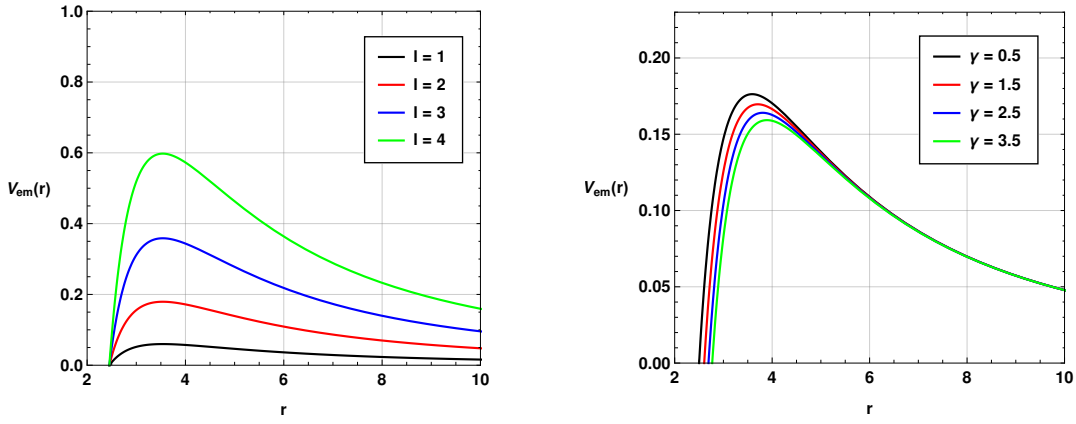 1.0
0.8
0.6
0.4
0.2
0.0
V_em(r)
l = 1
l = 2
l = 3
l = 4
2 4 6 8 10
r
0.20
0.15
0.10
0.05
0.00
V_em(r)
γ = 0.5
γ = 1.5
γ = 2.5
γ = 3.5
2 4 6 8 10
r